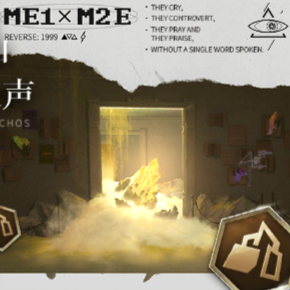 ME1×M2E
REVERSE: 1999
• THEY CRY,
• THEY CONTROVERT,
• THEY PRAY AND
THEY PRAISE,
• WITHOUT A SINGLE WORD SPOKEN.
声
CHOS